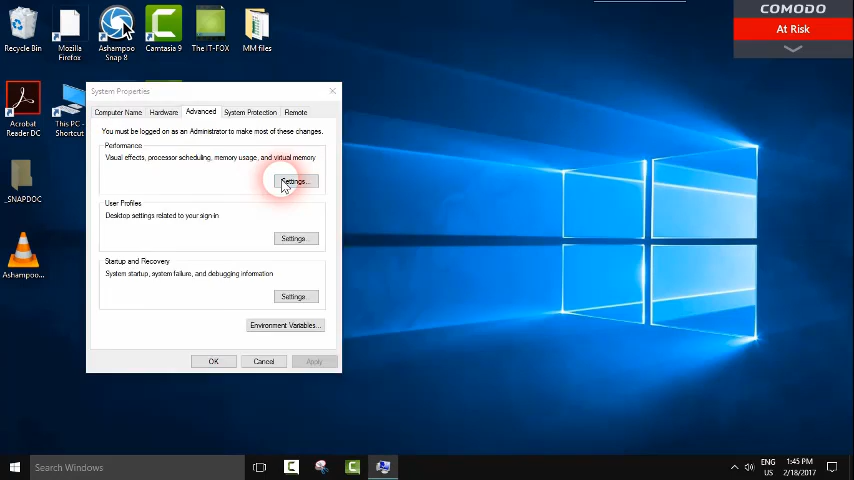 COMODO
At Risk
Recycle Bin
Mozilla
Firefox
Ashampoo
Snap 8
Camtasia 9
The IT-FOX
MM files
Acrobat
Reader DC
This PC -
Shortcut
_SNAPDOC
Ashampoo...
System Properties
Computer Name
Hardware
Advanced
System Protection
Remote
You must be logged on as an Administrator to make most of these changes.
Performance
Visual effects, processor scheduling, memory usage, and virtual memory
Settings...
User Profiles
Desktop settings related to your sign in
Settings...
Startup and Recovery
System startup, system failure, and debugging information
Settings...
Environment Variables...
OK
Cancel
Apply
Search Windows
ENG
US
1:45 PM
2/18/2017